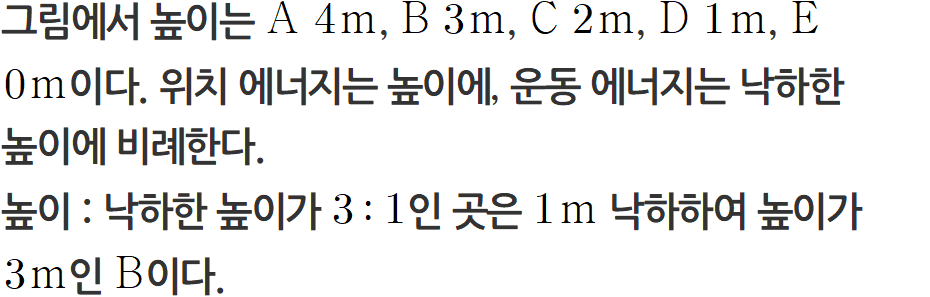 그림에서 높이는 A 4m, B 3m, C 2m, D 1m, E
0m이다. 위치 에너지는 높이에, 운동 에너지는 낙하한
높이에 비례한다.
높이 : 낙하한 높이가 3 : 1인 곳은 1m 낙하하여 높이가
3m인 B이다.